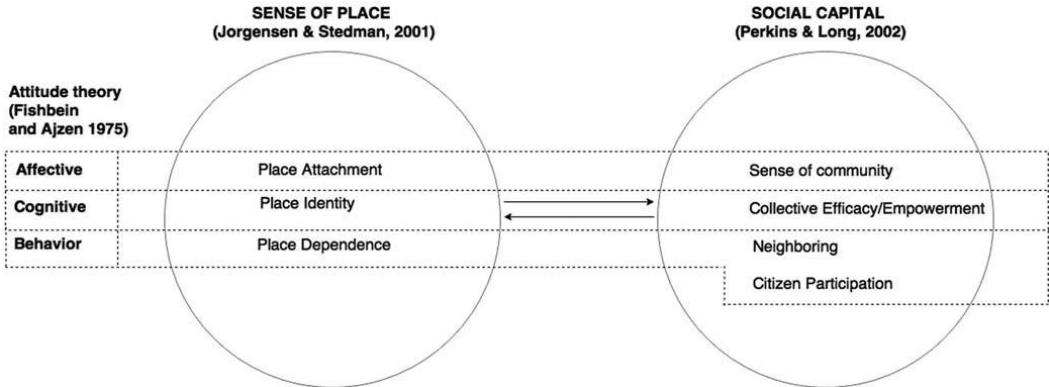 SENSE OF PLACE
(Jorgensen & Stedman, 2001)
SOCIAL CAPITAL
(Perkins & Long, 2002)
Attitude theory
(Fishbein
and Ajzen 1975)
Affective
Place Attachment
Sense of community
Cognitive
Place Identity
Collective Efficacy/Empowerment
Behavior
Place Dependence
Neighboring
Citizen Participation